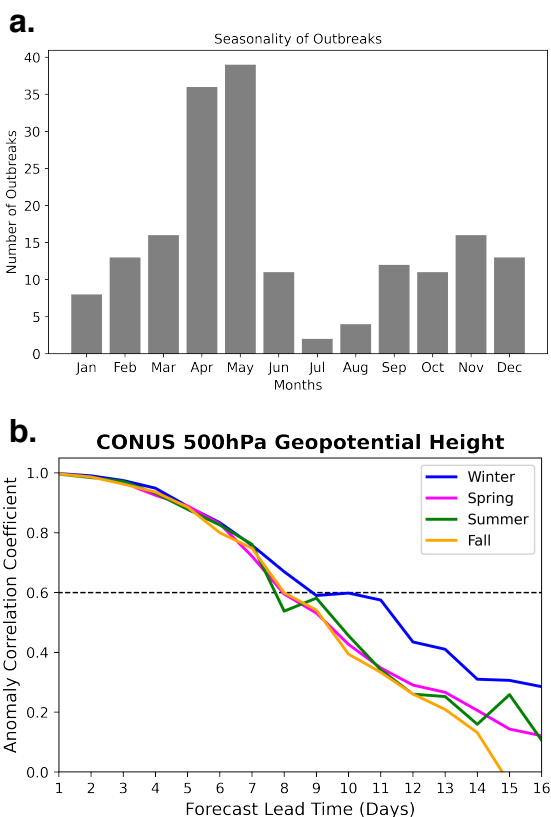 a.
Seasonality of Outbreaks
Number of Outbreaks
40
35
30
25
20
15
10
5
0
Jan Feb Mar Apr May Jun Jul Aug Sep Oct Nov Dec
Months
b.
CONUS 500hPa Geopotential Height
Anomaly Correlation Coefficient
1.0
0.8
0.6
0.4
0.2
0.0
Winter
Spring
Summer
Fall
1 2 3 4 5 6 7 8 9 10 11 12 13 14 15 16
Forecast Lead Time (Days)